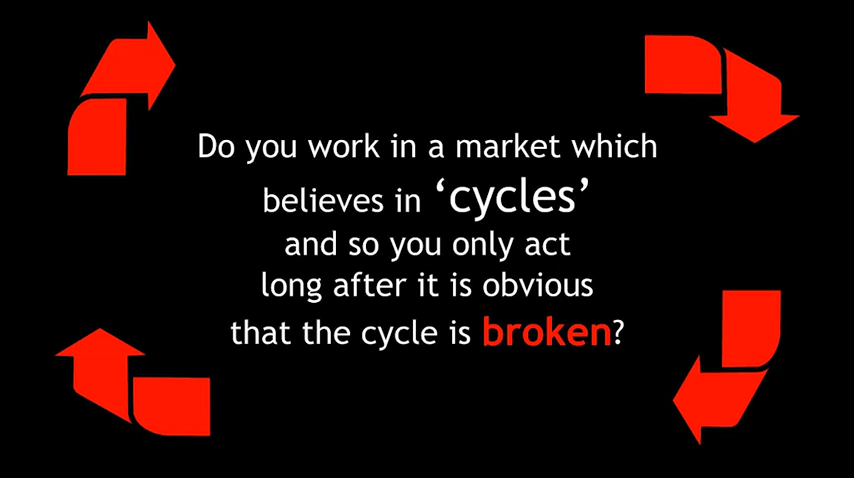 Do you work in a market which
believes in ‘cycles’
and so you only act
long after it is obvious
that the cycle is broken?